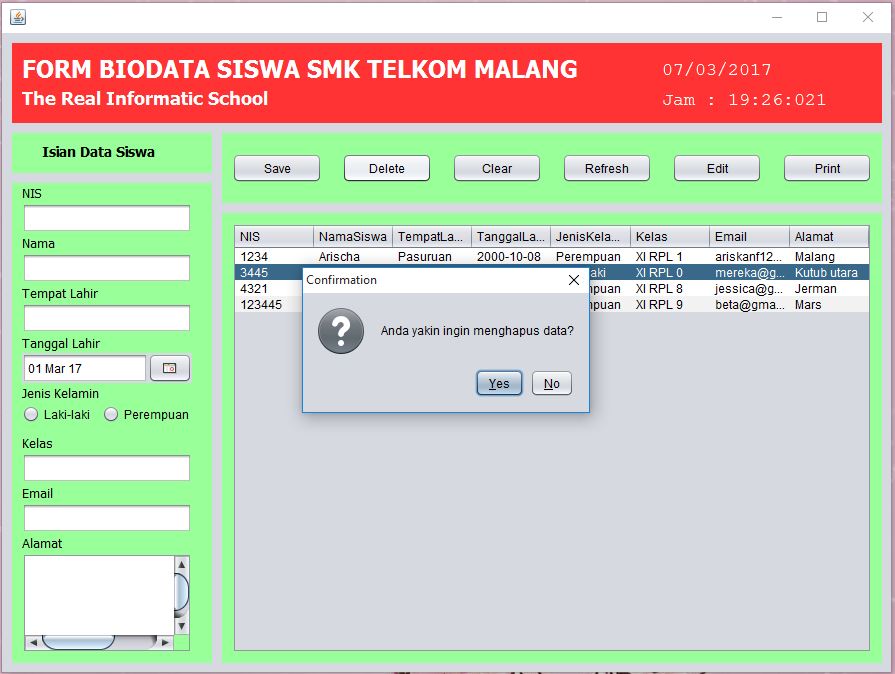 FORM BIODATA SISWA SMK TELKOM MALANG
The Real Informatic School
07/03/2017
Jam : 19:26:021
Isian Data Siswa
Save Delete Clear Refresh Edit Print
NIS
Nama
Tempat Lahir
Tanggal Lahir
01 Mar 17
Jenis Kelamin
Laki-laki Perempuan
Kelas
Email
Alamat
NIS NamaSiswa TempatLa... TanggalLa... JenisKela... Kelas Email Alamat
1234 Arischa Pasuruan 2000-10-08 Perempuan XI RPL 1 ariskanf12... Malang
3445 aki XI RPL 0 mereka@g... Kutub utara
4321 puan XI RPL 8 jessica@g... Jerman
123445 puan XI RPL 9 beta@gma... Mars
Confirmation
Anda yakin ingin menghapus data?
Yes No